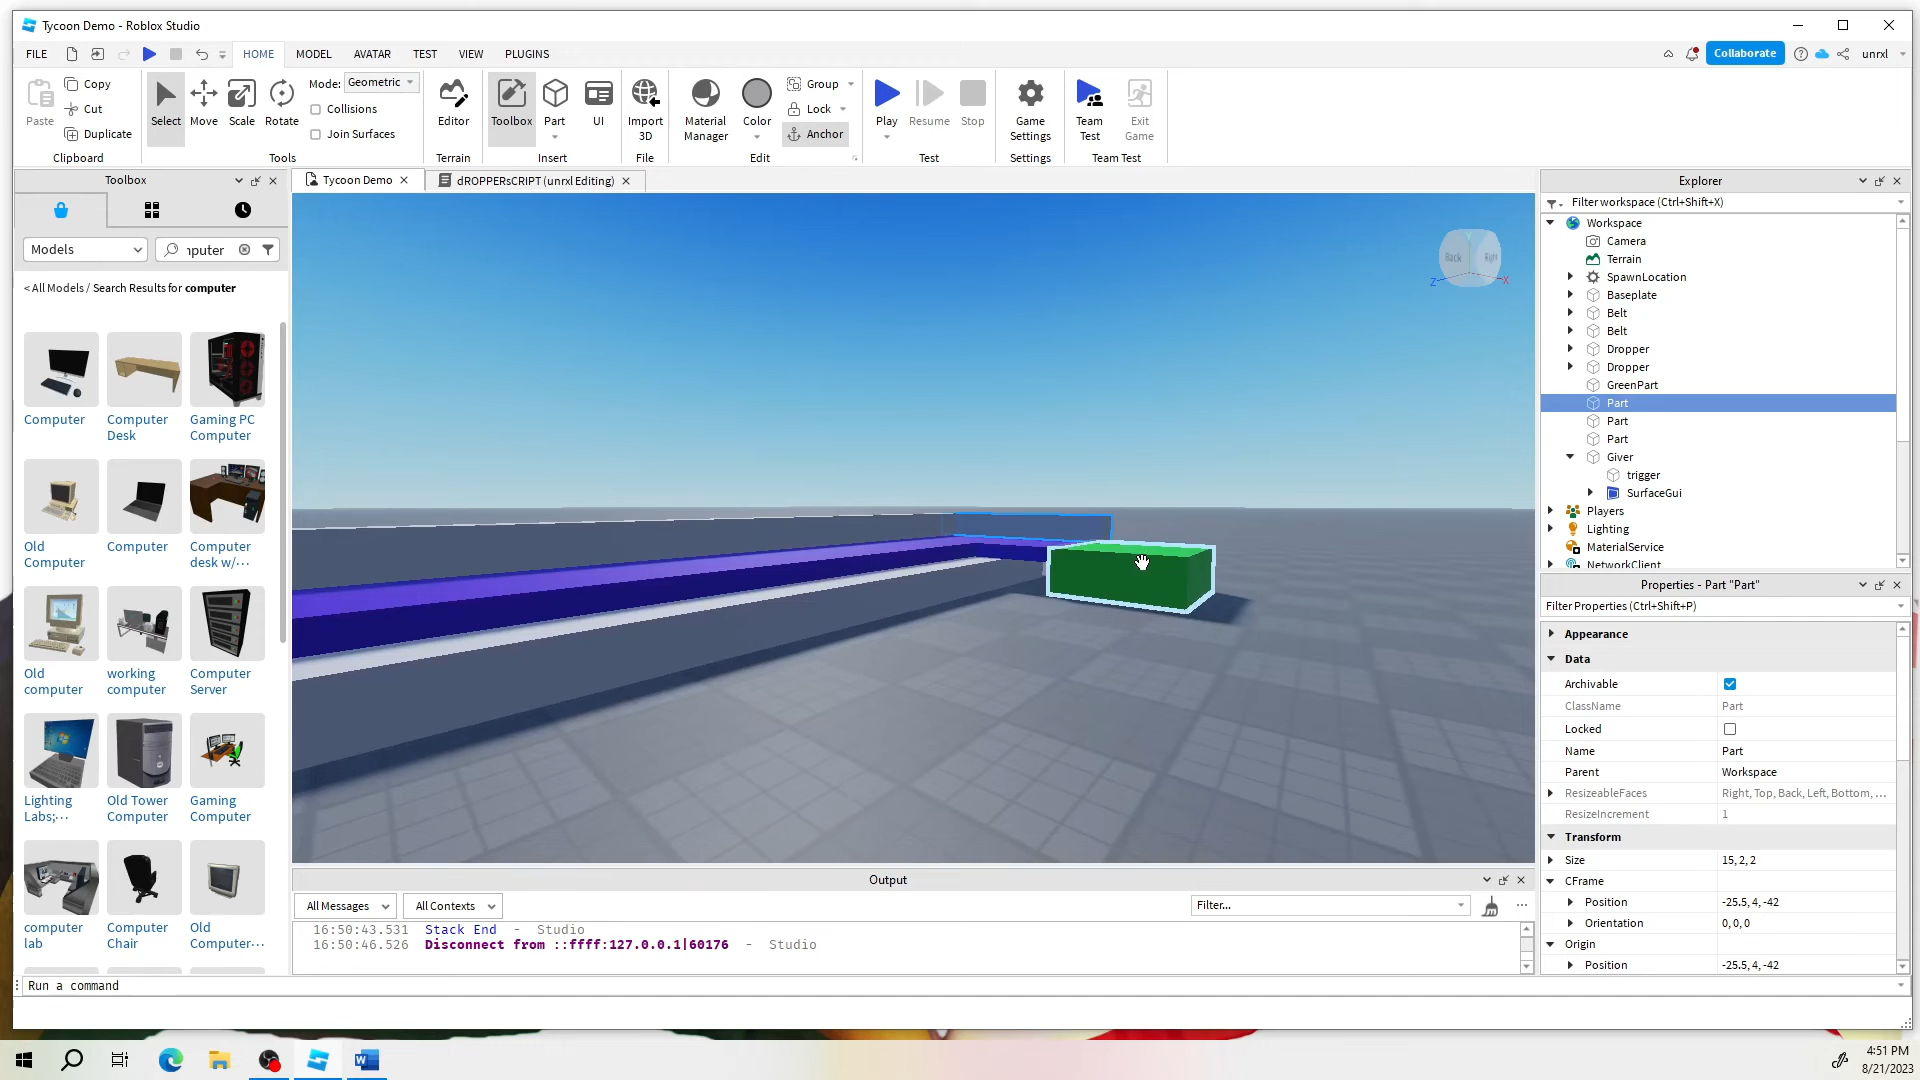 Tycoon Demo - Roblox Studio
FILE HOME MODEL AVATAR TEST VIEW PLUGINS
Collaborate unrxl
Paste Copy Cut Duplicate Clipboard
Select Move Scale Rotate Mode: Geometric Collisions Join Surfaces Tools
Editor Terrain
Toolbox Part UI Insert
Import 3D File
Material Manager Color Group Lock Anchor Edit
Play Resume Stop Test
Game Settings Settings
Team Test Exit Game Team Test
Toolbox
Models nputer
< All Models / Search Results for computer
Computer
Computer Desk
Gaming PC Computer
Old Computer
Computer
Computer desk w/···
Old computer
working computer
Computer Server
Lighting Labs;···
Old Tower Computer
Gaming Computer
computer lab
Computer Chair
Old Computer···
Tycoon Demo
dROPPERsCRIPT (unrxl Editing)
Back Right
Y
Z X
Output
All Messages All Contexts Filter...
16:50:43.531 Stack End - Studio
16:50:46.526 Disconnect from ::ffff:127.0.0.1|60176 - Studio
Run a command
Explorer
Filter workspace (Ctrl+Shift+X)
Workspace
Camera
Terrain
SpawnLocation
Baseplate
Belt
Belt
Dropper
Dropper
GreenPart
Part
Part
Part
Giver
trigger
SurfaceGui
Players
Lighting
MaterialService
NetworkClient
Properties - Part "Part"
Filter Properties (Ctrl+Shift+P)
Appearance
Data
Archivable
ClassName Part
Locked
Name Part
Parent Workspace
ResizeableFaces Right, Top, Back, Left, Bottom, ...
ResizeIncrement 1
Transform
Size 15, 2, 2
CFrame
Position -25.5, 4, -42
Orientation 0, 0, 0
Origin
Position -25.5, 4, -42
4:51 PM
8/21/2023